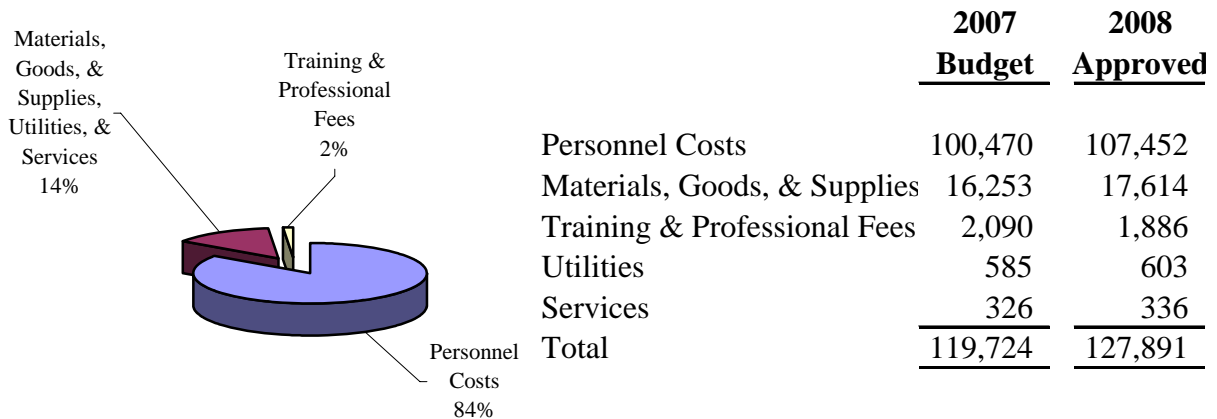 Materials,
Goods, &
Supplies,
Utilities, &
Services
14%
Training &
Professional
Fees
2%
Personnel
Costs
84%
2007 2008
Budget Approved
Personnel Costs 100,470 107,452
Materials, Goods, & Supplies 16,253 17,614
Training & Professional Fees 2,090 1,886
Utilities 585 603
Services 326 336
Total 119,724 127,891